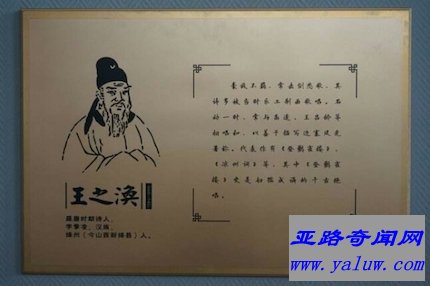 王之涣
盛唐时期诗人,
字季凌,汉族,
绛州(今山西新绛县)人。
豪放不羁,常击剑悲歌,其
诗多被当时乐工制曲歌唱。名
动一时,常与高适、王昌龄等
相唱和,以善于描写边塞风光
著称。代表作有《登鹳雀
楼》、《凉州词》等。其中《登鹳雀
楼》更是如脍炙人口的千古绝
唱。
亚路奇闻网
www.yaluw.com